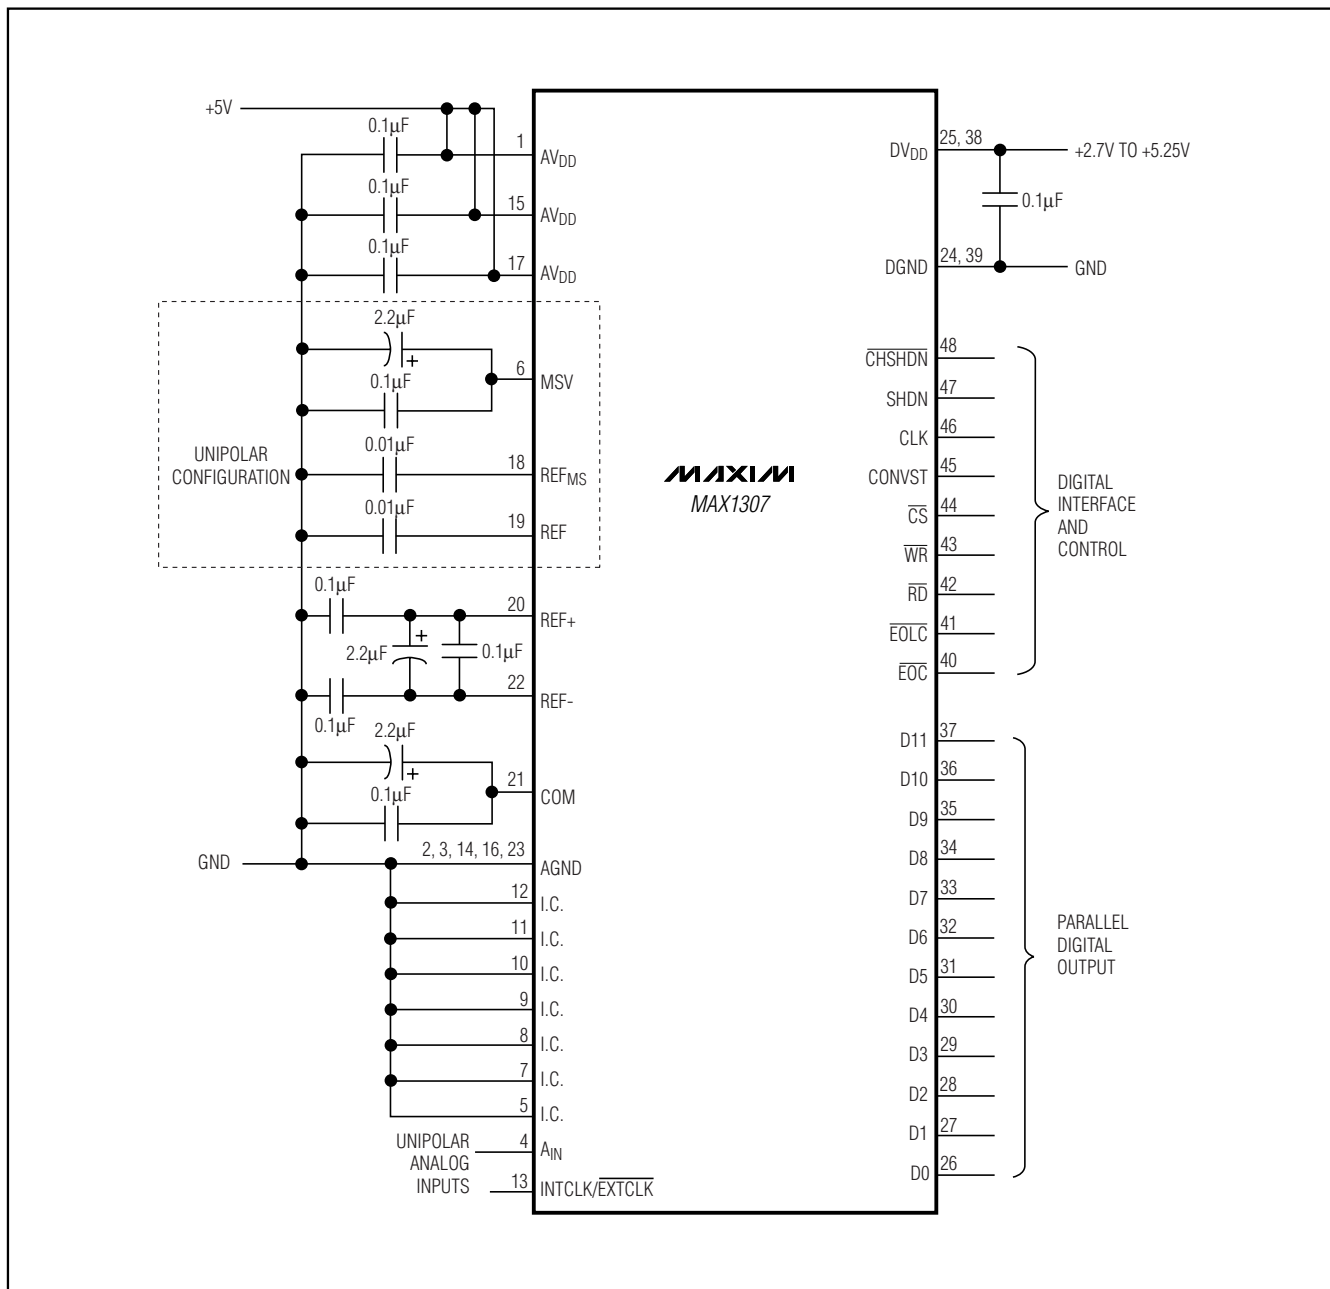 +5V
0.1µF
1
AVDD
0.1µF
15
AVDD
0.1µF
17
AVDD
2.2µF
+
6
MSV
0.1µF
UNIPOLAR
CONFIGURATION
0.01µF
18
REFMS
0.01µF
19
REF
0.1µF
20
REF+
+
2.2µF
0.1µF
22
REF-
0.1µF
2.2µF
+
21
COM
0.1µF
GND
2, 3, 14, 16, 23
AGND
12
I.C.
11
I.C.
10
I.C.
9
I.C.
8
I.C.
7
I.C.
5
I.C.
UNIPOLAR
ANALOG
INPUTS
4
AIN
13
INTCLK/EXTCLK
MAXIM
MAX1307
DVDD
25, 38
+2.7V TO +5.25V
0.1µF
DGND
24, 39
GND
CHSHDN
48
SHDN
47
CLK
46
CONVST
45
CS
44
WR
43
RD
42
EOLC
41
EOC
40
DIGITAL
INTERFACE
AND
CONTROL
D11
37
D10
36
D9
35
D8
34
D7
33
D6
32
D5
31
D4
30
D3
29
D2
28
D1
27
D0
26
PARALLEL
DIGITAL
OUTPUT